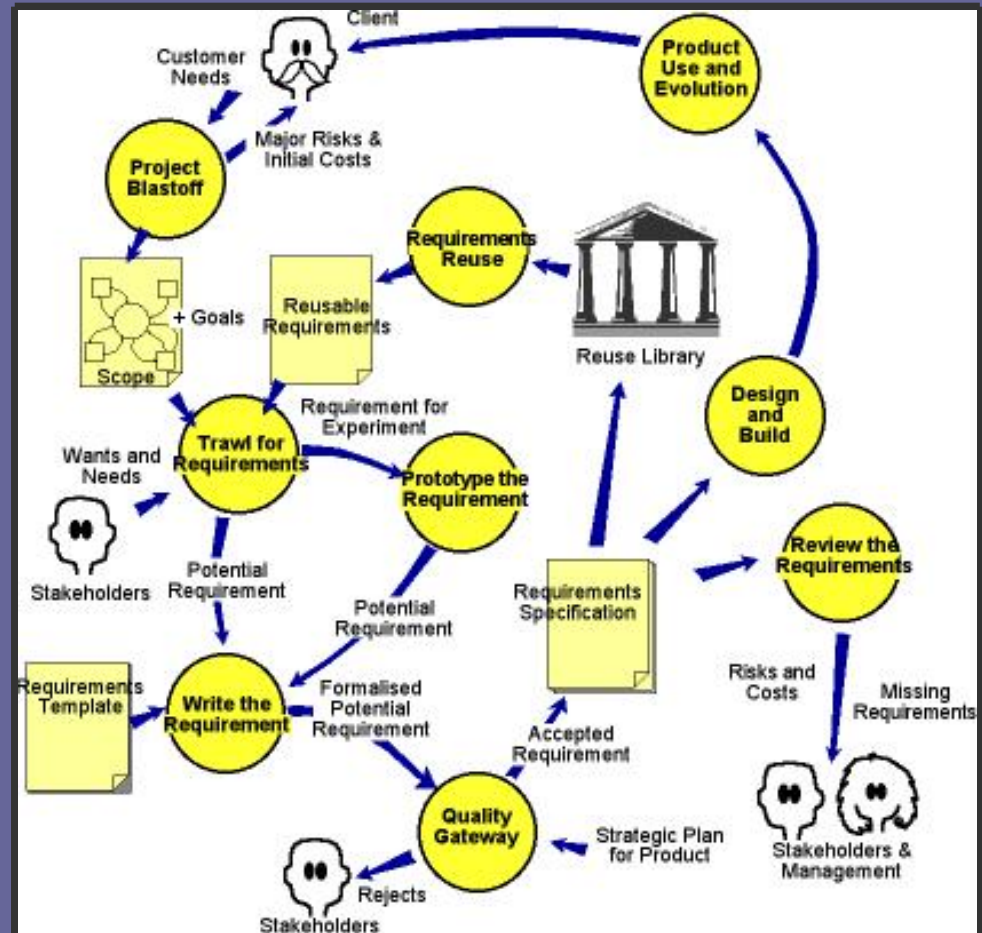 Client
Customer
Needs
Product
Use and
Evolution
Major Risks &
Initial Costs
Project
Blastoff
Requirements
Reuse
Reusable
Requirements
+ Goals
Scope
Reuse Library
Design
and
Build
Requirement for
Experiment
Trawl for
Requirements
Wants and
Needs
Prototype the
Requirement
Stakeholders
Potential
Requirement
Potential
Requirement
Requirements
Specification
Review the
Requirements
Risks and
Costs
Missing
Requirements
Requirements
Template
Write the
Requirement
Formalised
Potential
Requirement
Accepted
Requirement
Quality
Gateway
Strategic Plan
for Product
Stakeholders &
Management
Rejects
Stakeholders